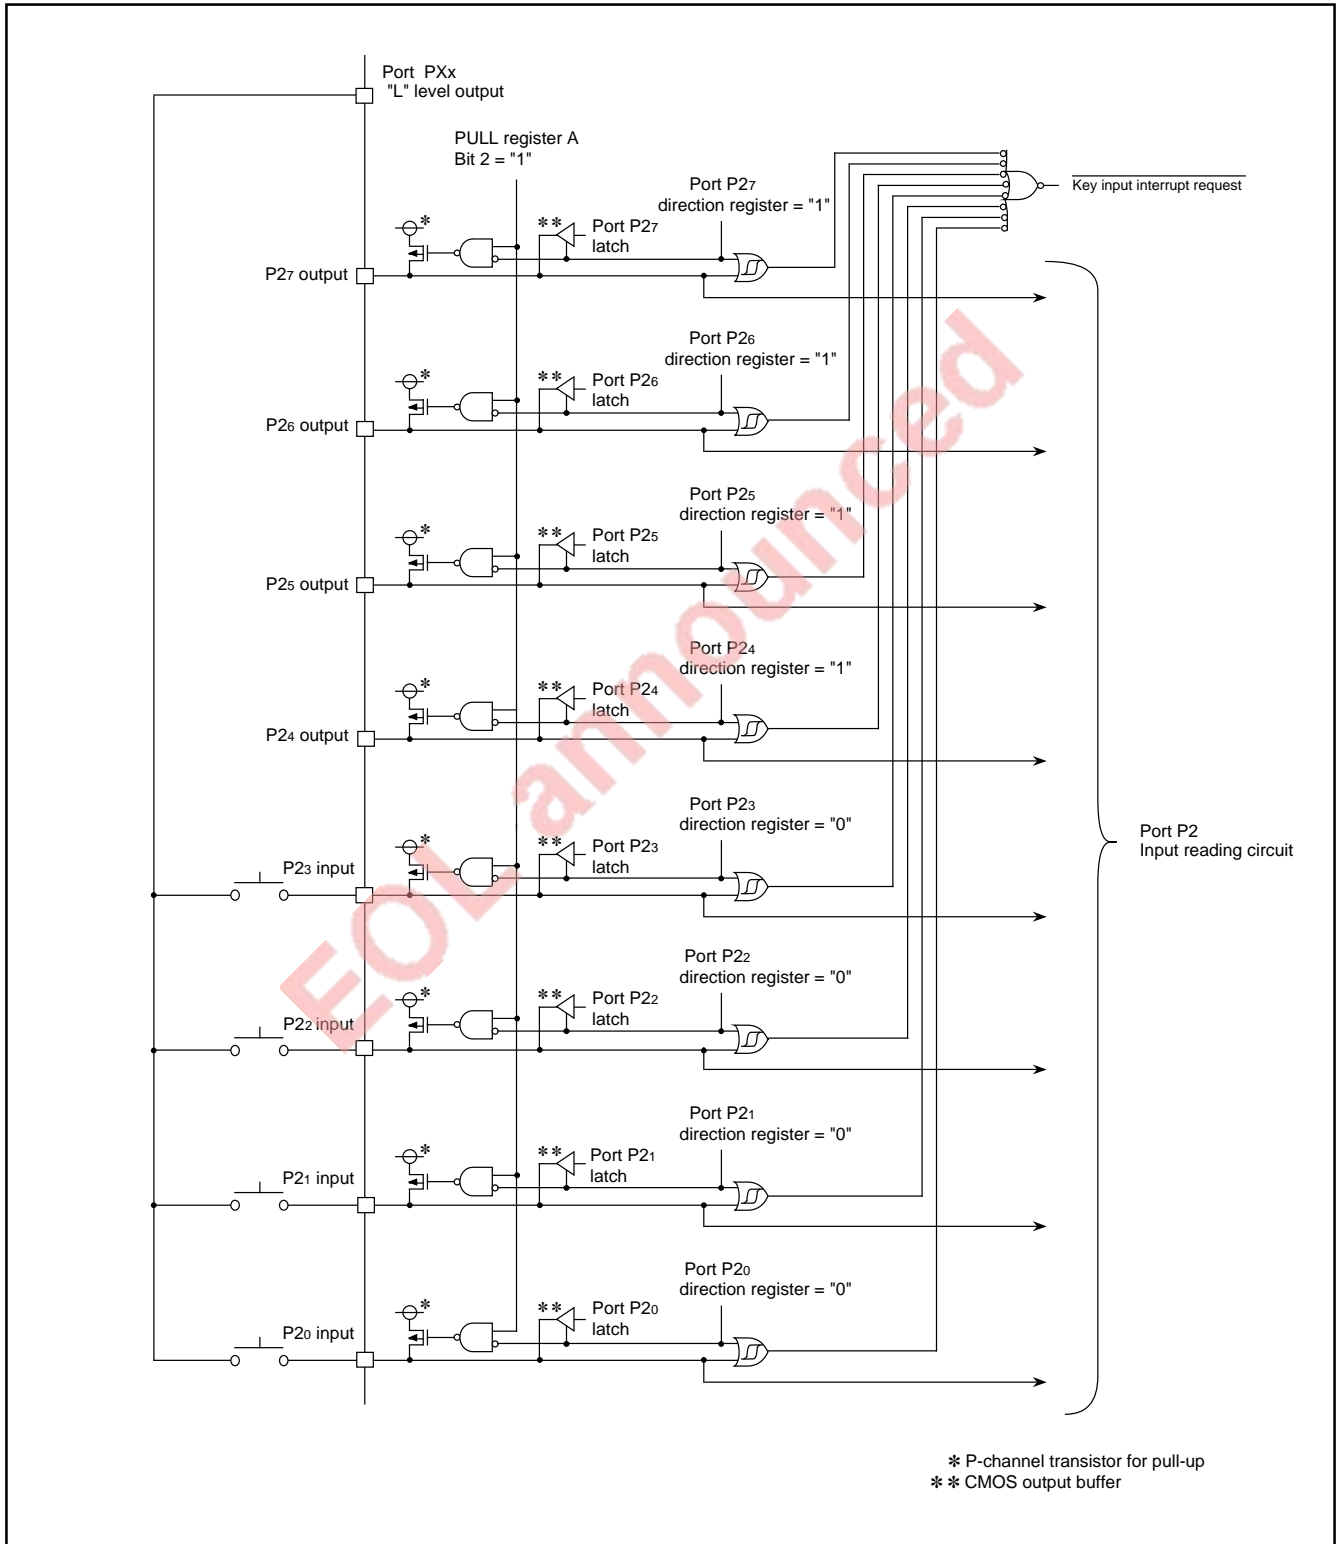 Port PXx
"L" level output
PULL register A
Bit 2 = "1"
Port P27
direction register = "1"
Key input interrupt request
*
**
Port P27
latch
P27 output
Port P26
direction register = "1"
*
**
Port P26
latch
P26 output
Port P25
direction register = "1"
*
**
Port P25
latch
P25 output
Port P24
direction register = "1"
*
**
Port P24
latch
P24 output
Port P23
direction register = "0"
*
**
Port P23
latch
P23 input
Port P2
Input reading circuit
Port P22
direction register = "0"
*
**
Port P22
latch
P22 input
Port P21
direction register = "0"
*
**
Port P21
latch
P21 input
Port P20
direction register = "0"
*
**
Port P20
latch
P20 input
* P-channel transistor for pull-up
* * CMOS output buffer
EOL announced